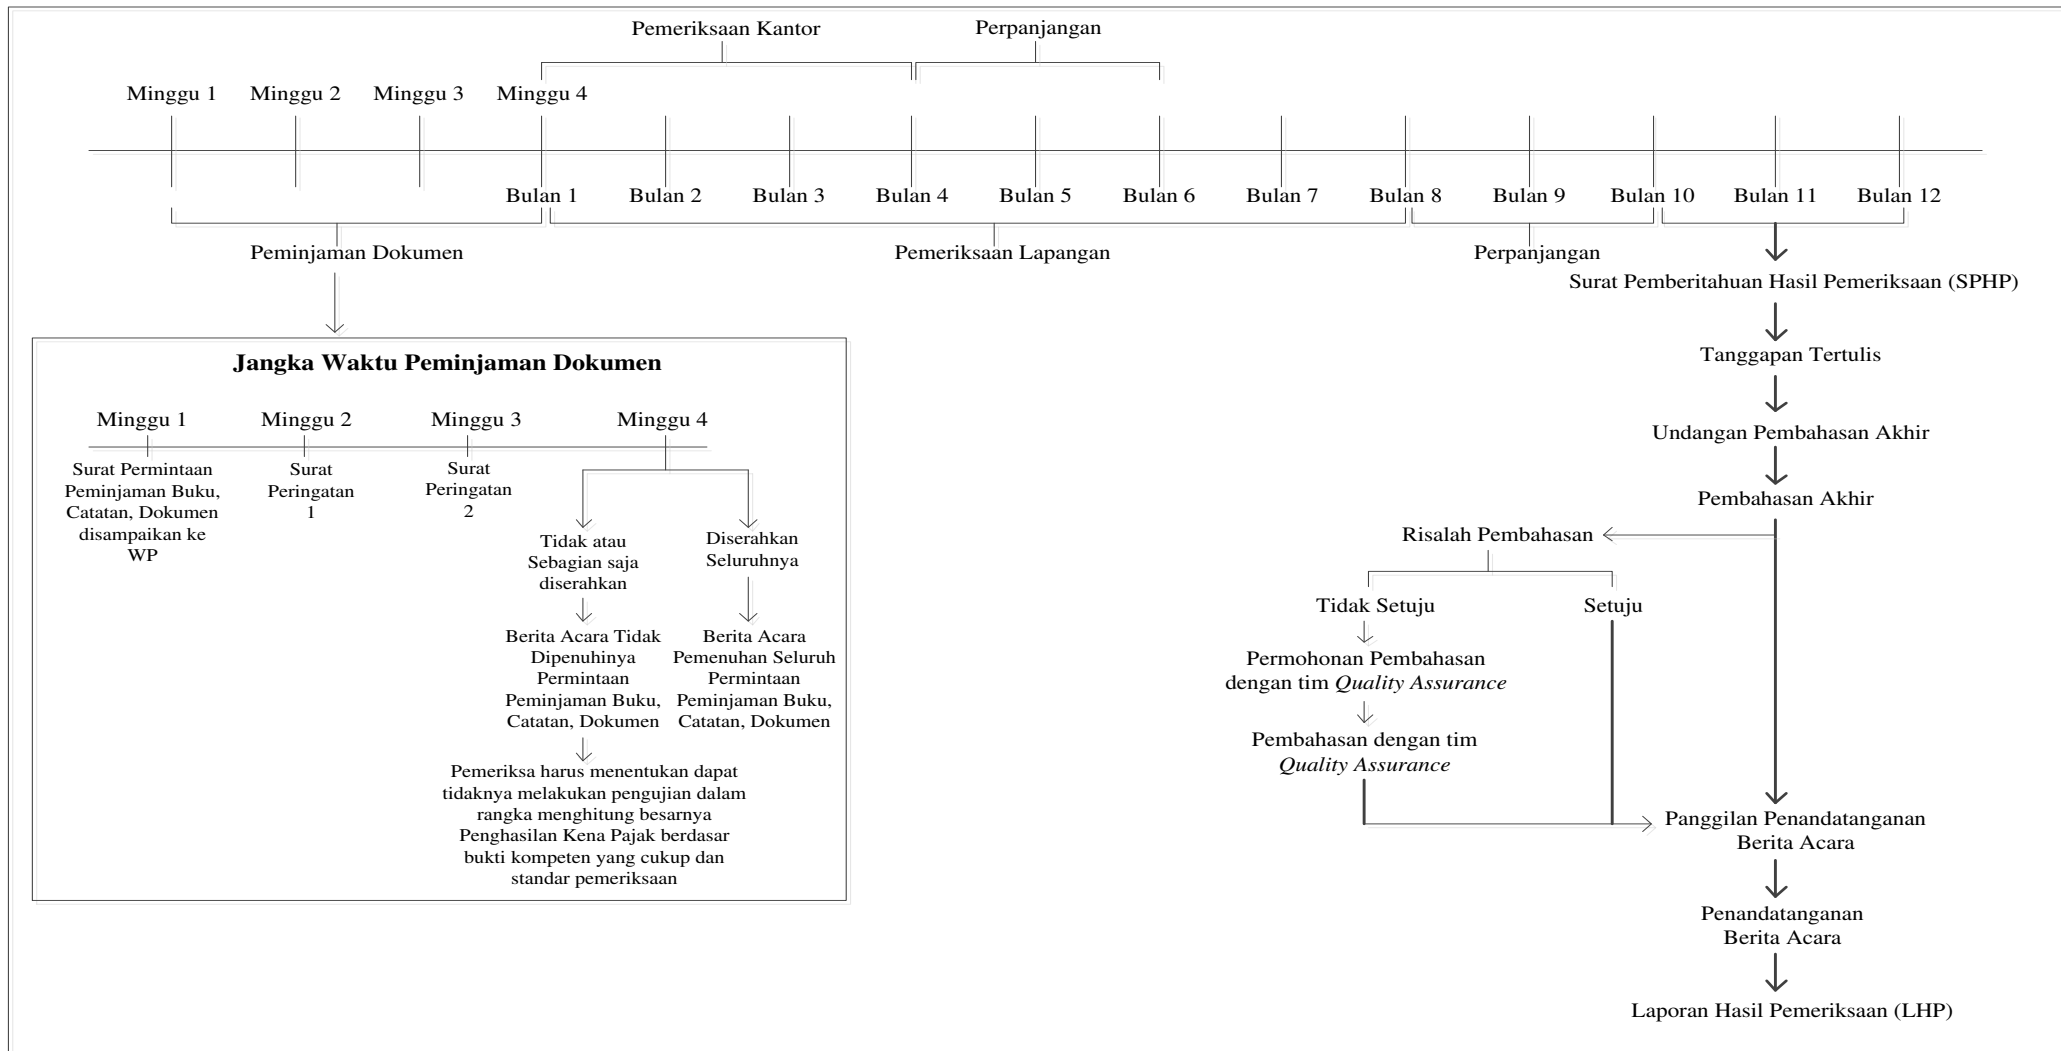 Pemeriksaan Kantor
Perpanjangan
Minggu 1
Minggu 2
Minggu 3
Minggu 4
Bulan 1
Bulan 2
Bulan 3
Bulan 4
Bulan 5
Bulan 6
Bulan 7
Bulan 8
Bulan 9
Bulan 10
Bulan 11
Bulan 12
Peminjaman Dokumen
Pemeriksaan Lapangan
Perpanjangan
Jangka Waktu Peminjaman Dokumen
Minggu 1
Minggu 2
Minggu 3
Minggu 4
Surat Permintaan
Peminjaman Buku,
Catatan, Dokumen
disampaikan ke
WP
Surat
Peringatan
1
Surat
Peringatan
2
Tidak atau
Sebagian saja
diserahkan
Diserahkan
Seluruhnya
Berita Acara Tidak
Dipenuhinya
Permintaan
Peminjaman Buku,
Catatan, Dokumen
Berita Acara
Pemenuhan Seluruh
Permintaan
Peminjaman Buku,
Catatan, Dokumen
Pemeriksa harus menentukan dapat
tidaknya melakukan pengujian dalam
rangka menghitung besarnya
Penghasilan Kena Pajak berdasar
bukti kompeten yang cukup dan
standar pemeriksaan
Surat Pemberitahuan Hasil Pemeriksaan (SPHP)
Tanggapan Tertulis
Undangan Pembahasan Akhir
Pembahasan Akhir
Risalah Pembahasan
Tidak Setuju
Setuju
Permohonan Pembahasan
dengan tim Quality Assurance
Pembahasan dengan tim
Quality Assurance
Panggilan Penandatanganan
Berita Acara
Penandatanganan
Berita Acara
Laporan Hasil Pemeriksaan (LHP)